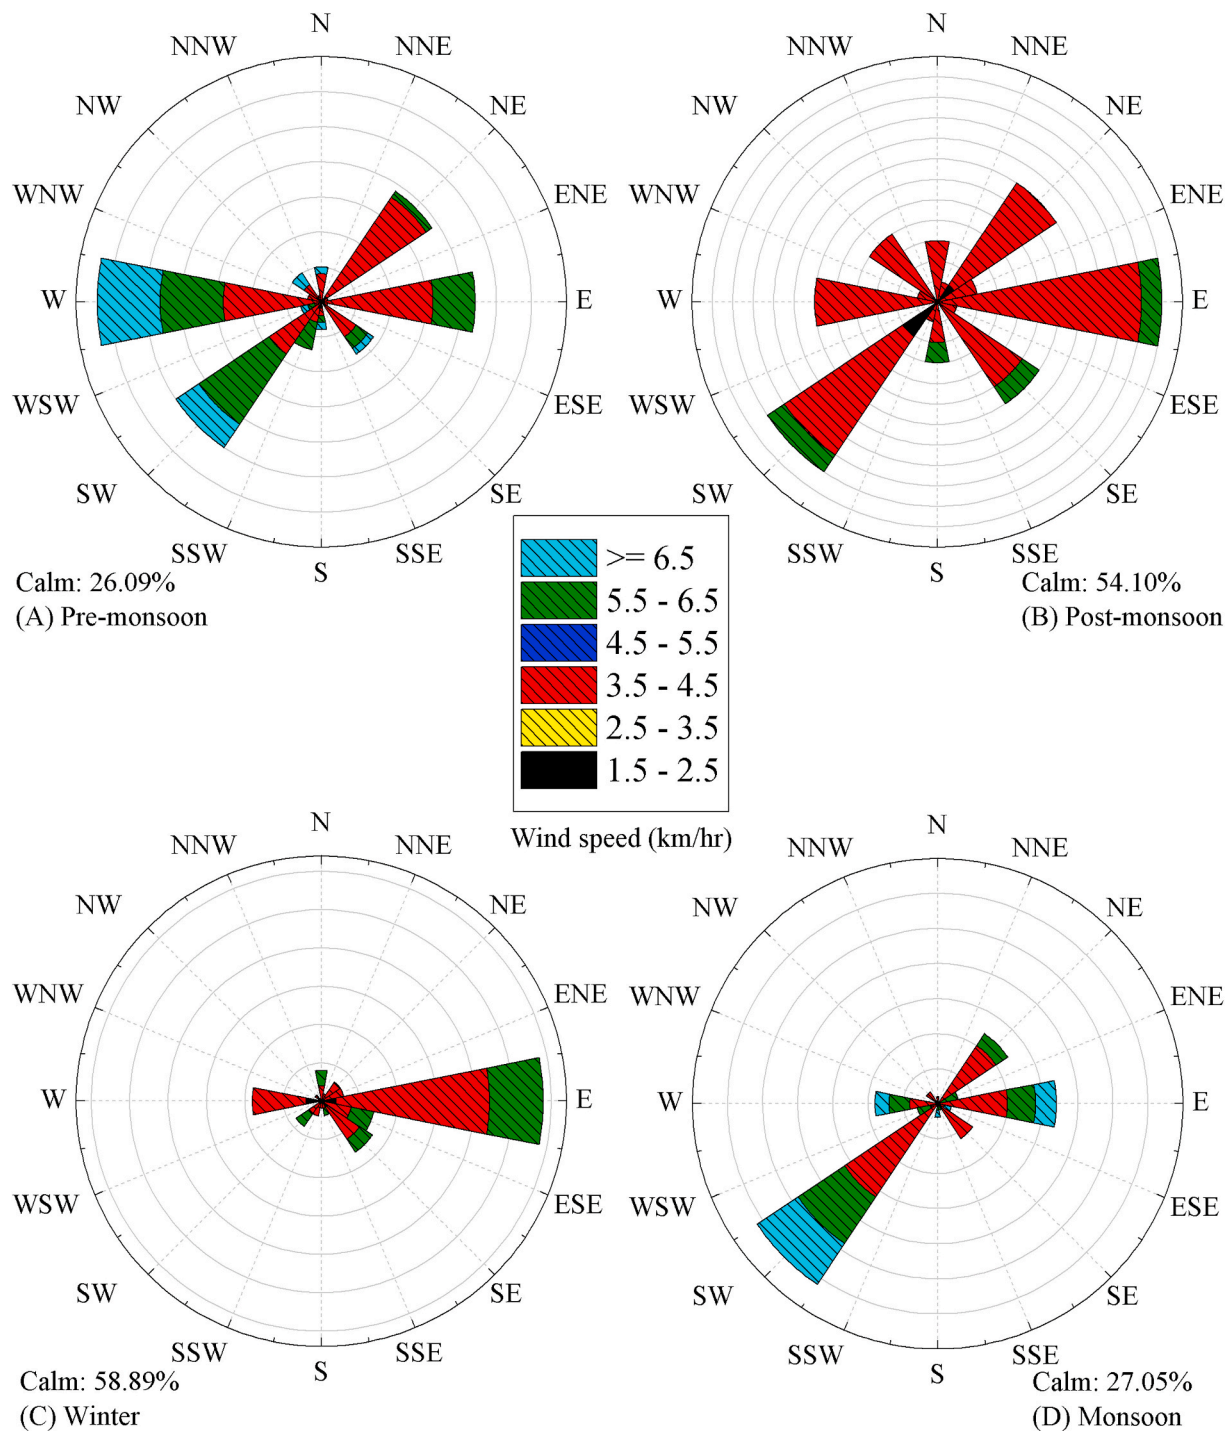 N
NNW
NNE
NW
NE
WNW
ENE
W
E
WSW
ESE
SW
SE
SSW
SSE
S
Calm: 26.09%
(A) Pre-monsoon
N
NNW
NNE
NW
NE
WNW
ENE
W
E
WSW
ESE
SW
SE
SSW
SSE
S
Calm: 54.10%
(B) Post-monsoon
>= 6.5
5.5 - 6.5
4.5 - 5.5
3.5 - 4.5
2.5 - 3.5
1.5 - 2.5
Wind speed (km/hr)
N
NNW
NNE
NW
NE
WNW
ENE
W
E
WSW
ESE
SW
SE
SSW
SSE
S
Calm: 58.89%
(C) Winter
N
NNW
NNE
NW
NE
WNW
ENE
W
E
WSW
ESE
SW
SE
SSW
SSE
S
Calm: 27.05%
(D) Monsoon